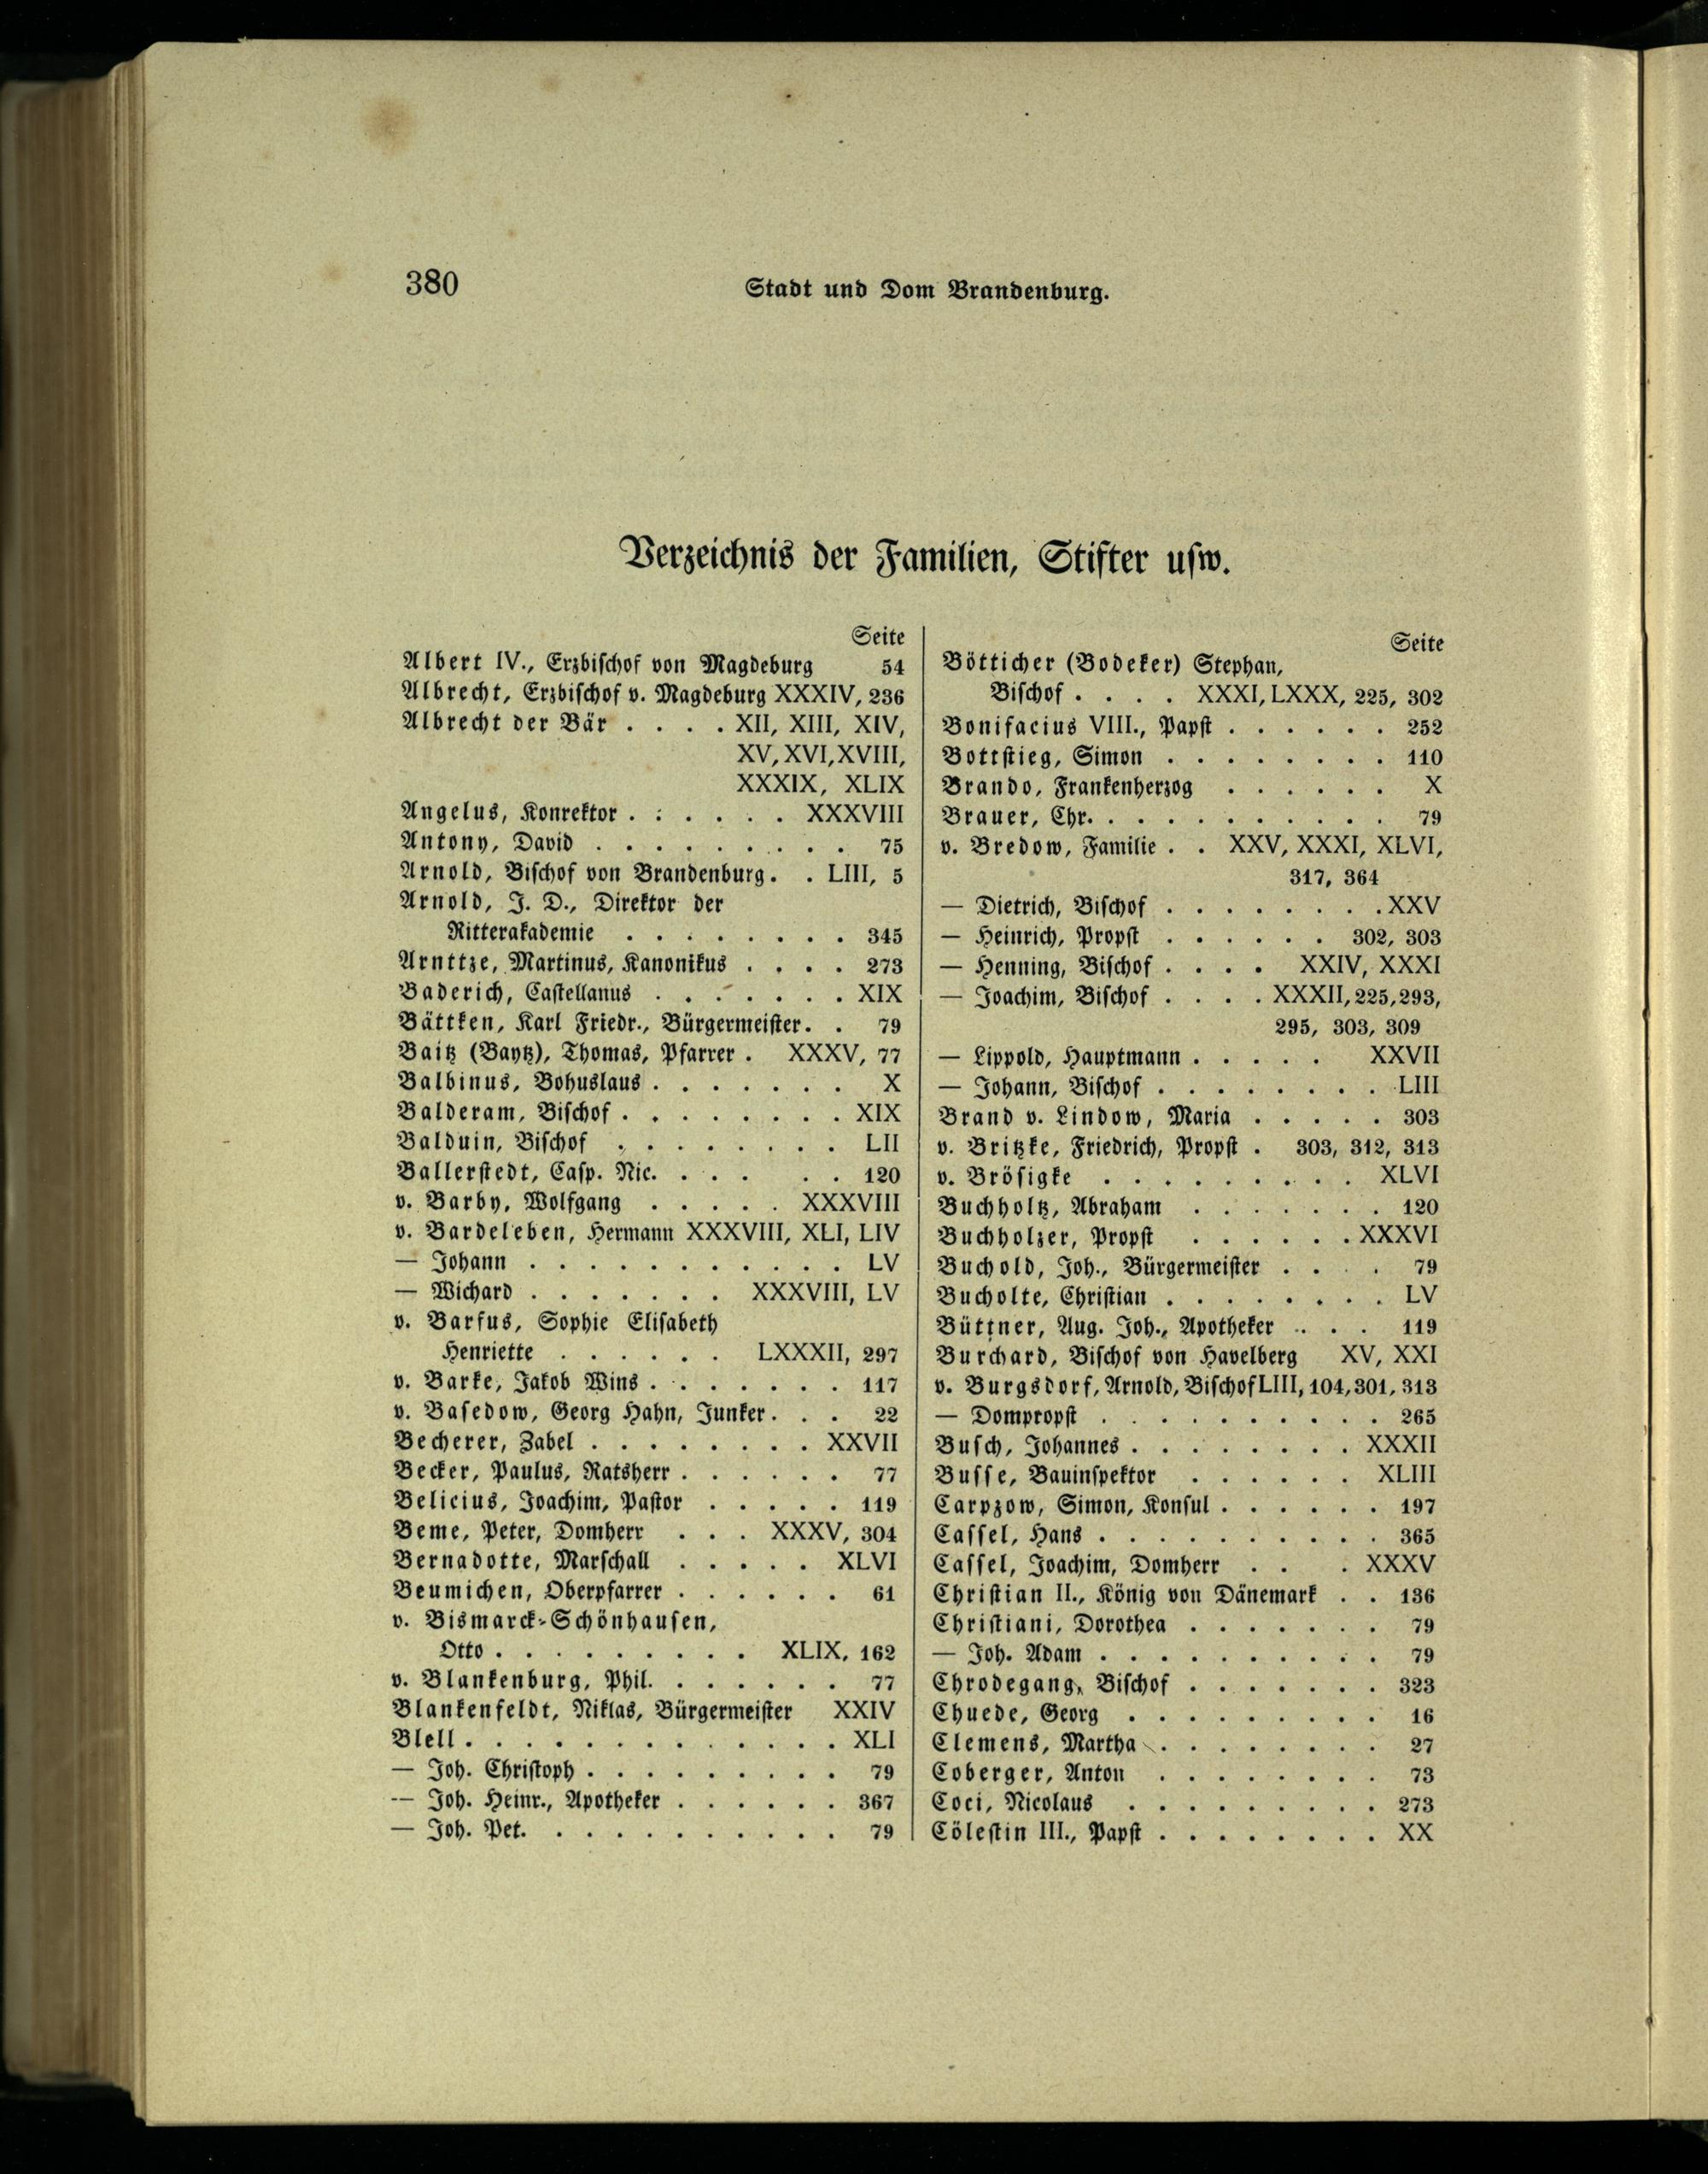 380
Stadt und Dom Brandenburg.
Verzeichnis der Familien, Stifter usw.
Seite
Albert IV., Erzbischof von Magdeburg 54
Albrecht, Erzbischof v. Magdeburg XXXIV, 236
Albrecht der Bär . . . . XII, XIII, XIV,
XV, XVI, XVIII,
XXXIX, XLIX
Angelus, Konrektor . : . . . . XXXVIII
Antony, David . . . . . . . . . 75
Arnold, Bischof von Brandenburg. . LIII, 5
Arnold, J. D., Direktor der
Ritterakademie . . . . . . . . 345
Arnttze, Martinus, Kanonikus . . . . 273
Baderich, Castellanus . . . . . . . XIX
Bättken, Karl Friedr., Bürgermeister. . 79
Baitz (Baytz), Thomas, Pfarrer . XXXV, 77
Balbinus, Bohuslaus . . . . . . . X
Balderam, Bischof . . . . . . . . XIX
Balduin, Bischof . . . . . . . . LII
Ballerstedt, Casp. Nic. . . . . . 120
v. Barby, Wolfgang . . . . . XXXVIII
v. Bardeleben, Hermann XXXVIII, XLI, LIV
— Johann . . . . . . . . . . . LV
— Wichard . . . . . . . XXXVIII, LV
v. Barfus, Sophie Elisabeth
Henriette . . . . . . LXXXII, 297
v. Barke, Jakob Wins . . . . . . . 117
v. Basedow, Georg Hahn, Junker. . . 22
Becherer, Zabel . . . . . . . . XXVII
Becker, Paulus, Ratsherr . . . . . . 77
Belicius, Joachim, Pastor . . . . . 119
Beme, Peter, Domherr . . . XXXV, 304
Bernadotte, Marschall . . . . . XLVI
Beumichen, Oberpfarrer . . . . . . 61
v. Bismarck-Schönhausen,
Otto . . . . . . . . . XLIX, 162
v. Blankenburg, Phil. . . . . . . 77
Blankenfeldt, Niklas, Bürgermeister XXIV
Blell . . . . . . . . . . . . . XLI
— Joh. Christoph . . . . . . . . . 79
— Joh. Heinr., Apotheker . . . . . . 367
— Joh. Pet. . . . . . . . . . . 79
Seite
Bötticher (Bodeker) Stephan,
Bischof . . . . XXXI, LXXX, 225, 302
Bonifacius VIII., Papst . . . . . . 252
Bottstieg, Simon . . . . . . . . 110
Brando, Frankenherzog . . . . . . X
Brauer, Chr. . . . . . . . . . . 79
v. Bredow, Familie . . XXV, XXXI, XLVI,
317, 364
— Dietrich, Bischof . . . . . . . . XXV
— Heinrich, Propst . . . . . . 302, 303
— Henning, Bischof . . . . XXIV, XXXI
— Joachim, Bischof . . . . XXXII, 225, 293,
295, 303, 309
— Lippold, Hauptmann . . . . . XXVII
— Johann, Bischof . . . . . . . . LIII
Brand v. Lindow, Maria . . . . . 303
v. Britzke, Friedrich, Propst . 303, 312, 313
v. Brösigke . . . . . . . . . XLVI
Buchholtz, Abraham . . . . . . . 120
Buchholzer, Propst . . . . . . XXXVI
Buchold, Joh., Bürgermeister . . . . 79
Bucholte, Christian . . . . . . . . LV
Büttner, Aug. Joh., Apotheker . . . 119
Burchard, Bischof von Havelberg XV, XXI
v. Burgsdorf, Arnold, Bischof LIII, 104, 301, 313
— Dompropst . . . . . . . . . . 265
Busch, Johannes . . . . . . . . XXXII
Busse, Bauinspektor . . . . . . XLIII
Carpzow, Simon, Konsul . . . . . . 197
Cassel, Hans . . . . . . . . . . 365
Cassel, Joachim, Domherr . . . XXXV
Christian II., König von Dänemark . . 136
Christiani, Dorothea . . . . . . . 79
— Joh. Adam . . . . . . . . . . 79
Chrodegang, Bischof . . . . . . . 323
Chuede, Georg . . . . . . . . . 16
Clemens, Martha . . . . . . . . 27
Coberger, Anton . . . . . . . . 73
Coci, Nicolaus . . . . . . . . . 273
Cölestin III., Papst . . . . . . . . XX